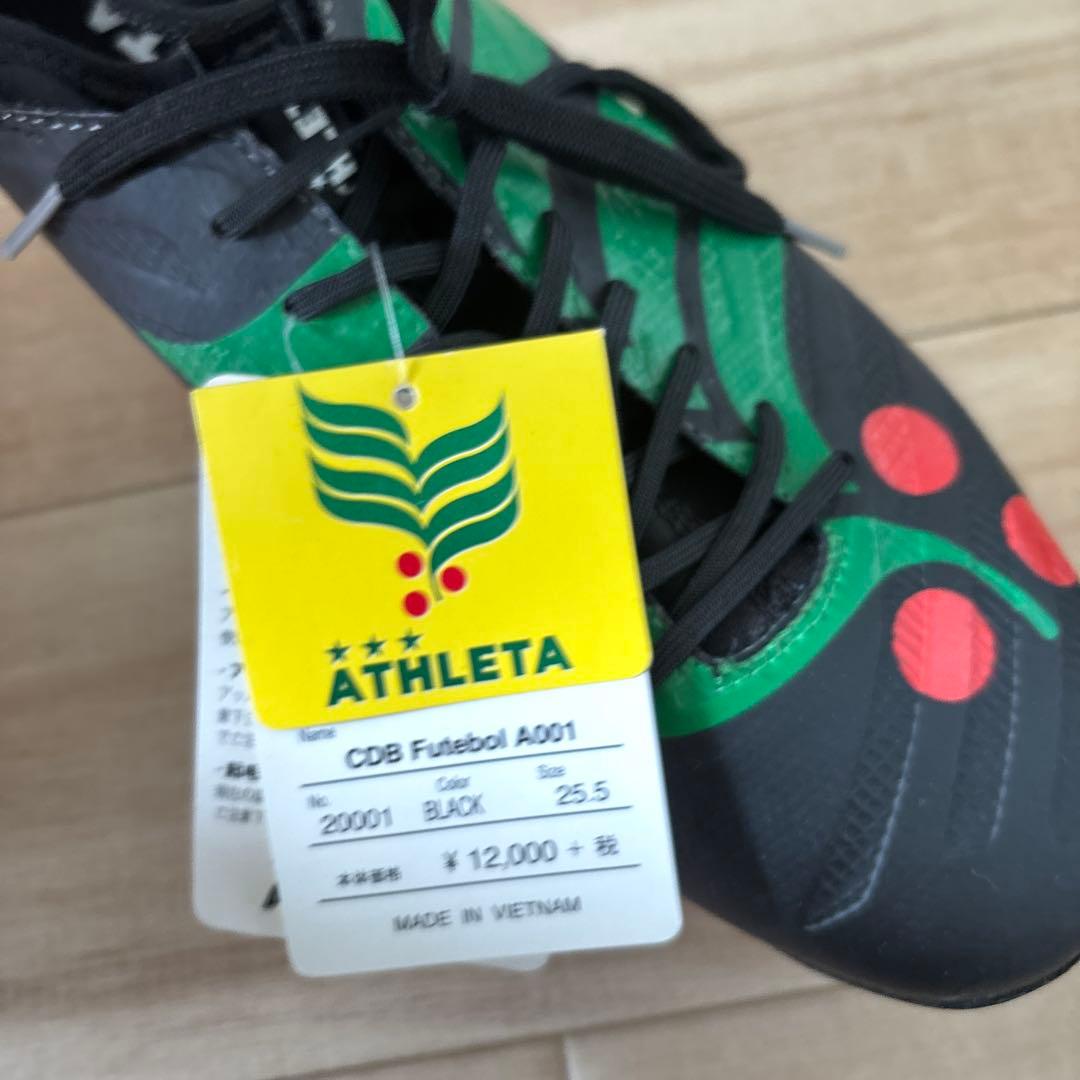 ATHLETA
Name
CDB Futebol A001
No. Color Size
20001 BLACK 25.5
本体価格 ¥ 12,000 + 税
MADE IN VIETNAM